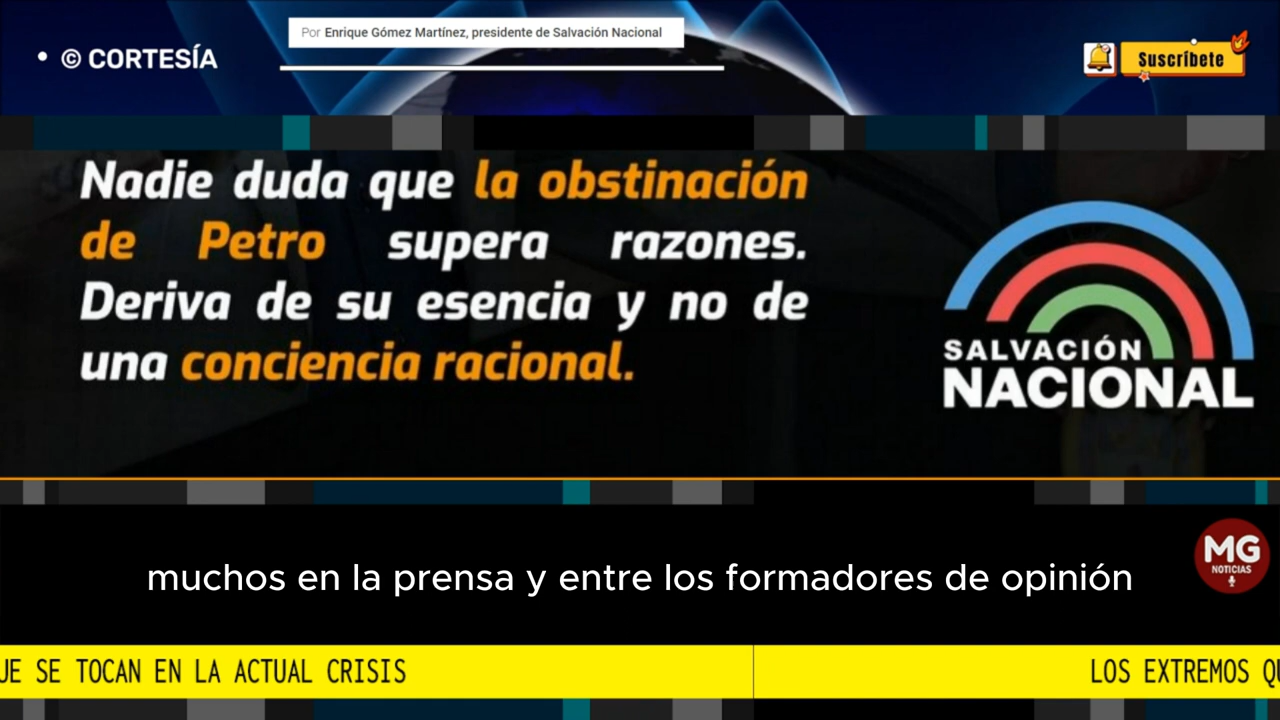 Por Enrique Gómez Martínez, presidente de Salvación Nacional
• © CORTESÍA
Suscríbete
Nadie duda que la obstinación
de Petro supera razones.
Deriva de su esencia y no de
una conciencia racional.
SALVACIÓN
NACIONAL
MG
NOTICIAS
muchos en la prensa y entre los formadores de opinión
UE SE TOCAN EN LA ACTUAL CRISIS
LOS EXTREMOS QU